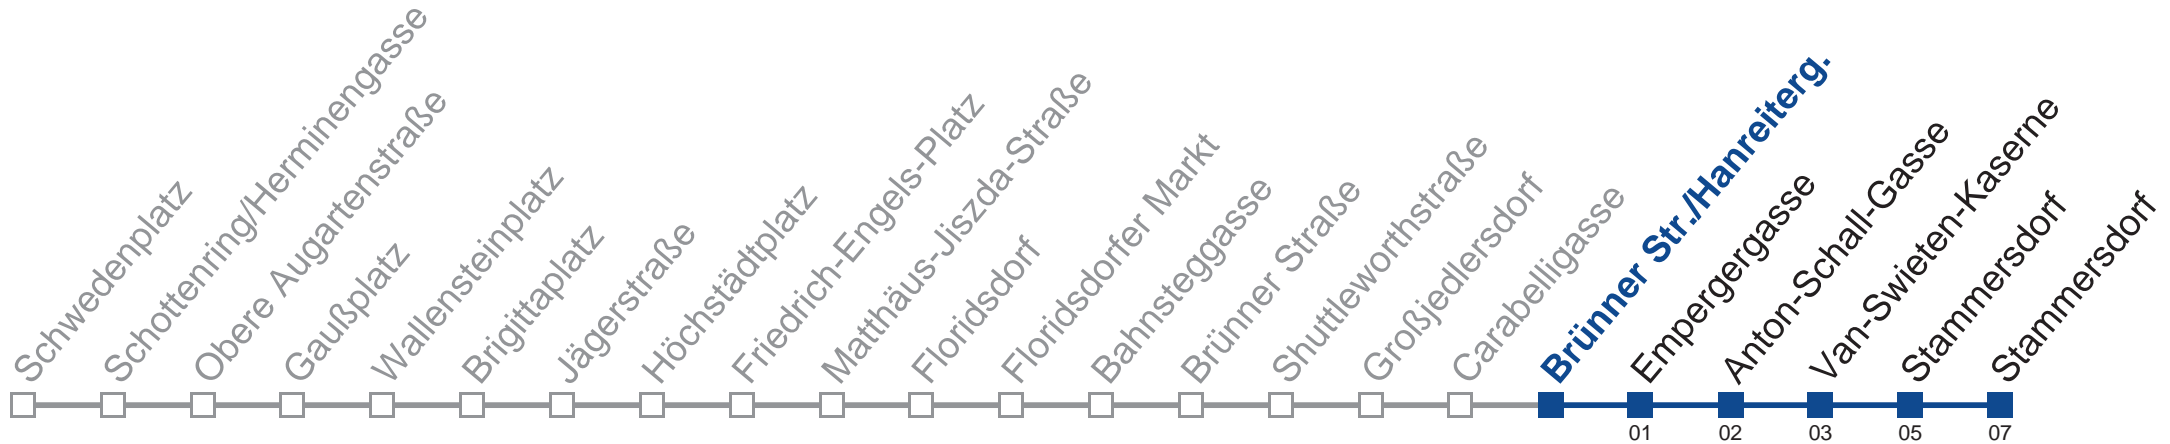 Schwedenplatz
Schottenring/Herminengasse
Obere Augartenstraße
Gaußplatz
Wallensteinplatz
Brigittaplatz
Jägerstraße
Höchstädtplatz
Friedrich-Engels-Platz
Matthäus-Jiszda-Straße
Floridsdorf
Floridsdorfer Markt
Bahnsteggasse
Brünner Straße
Shuttleworthstraße
Großjedlersdorf
Carabelligasse
Brünner Str./Hanreiterg.
Empergergasse
Anton-Schall-Gasse
Van-Swieten-Kaserne
Stammersdorf
Stammersdorf
01 02 03 05 07